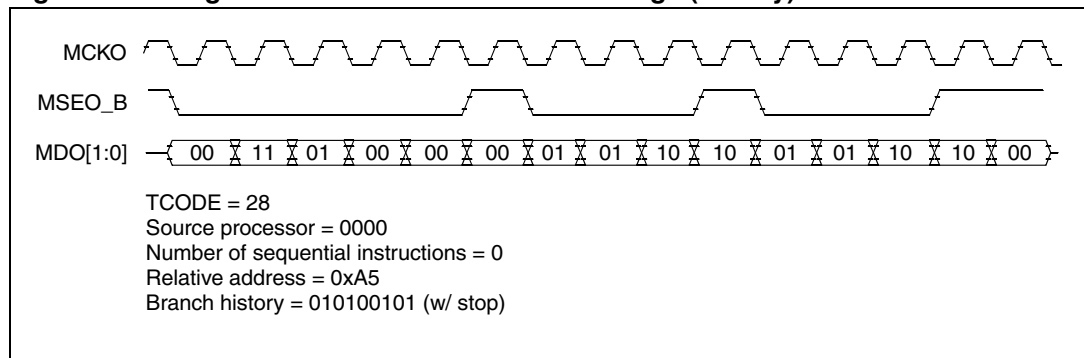 MCKO
MSEO_B
MDO[1:0] 00 11 01 00 00 00 01 01 10 10 01 01 10 10 00
TCODE = 28
Source processor = 0000
Number of sequential instructions = 0
Relative address = 0xA5
Branch history = 010100101 (w/ stop)